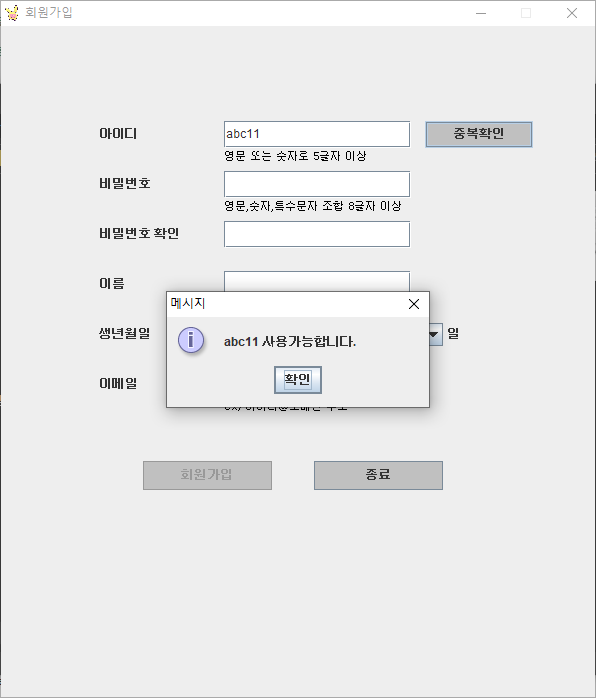 회원가입
아이디 abc11 중복확인
영문 또는 숫자로 5글자 이상
비밀번호
영문,숫자,특수문자 조합 8글자 이상
비밀번호 확인
이름
메시지
생년월일 일
abc11 사용가능합니다.
이메일
확인
회원가입 종료